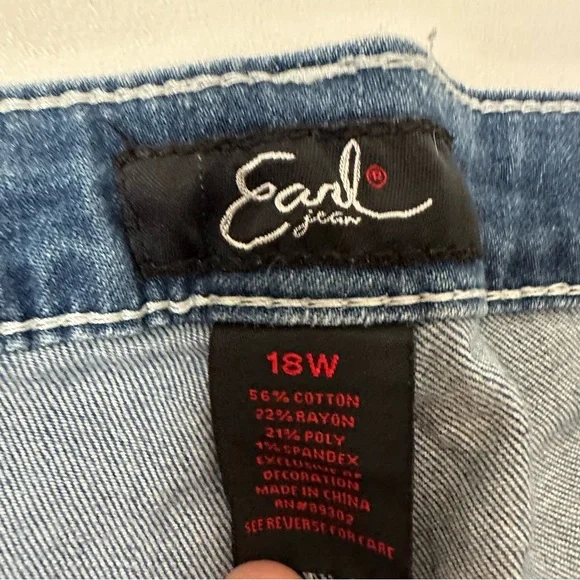 Earl®
jean
18W
56% COTTON
22% RAYON
21% POLY
1% SPANDEX
EXCLUSIVE OF
DECORATION
MADE IN CHINA
RN#89302
SEE REVERSE FOR CARE